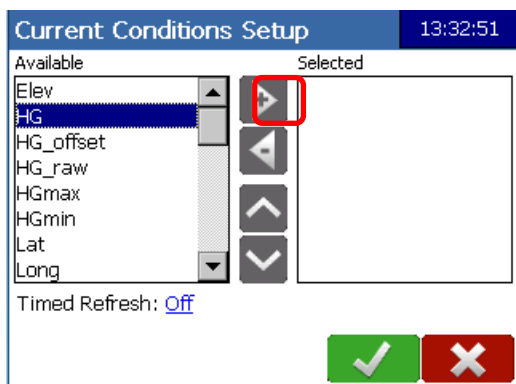 Current Conditions Setup 13:32:51
Available Selected
Elev
HG
HG_offset
HG_raw
HGmax
HGmin
Lat
Long
Timed Refresh: Off